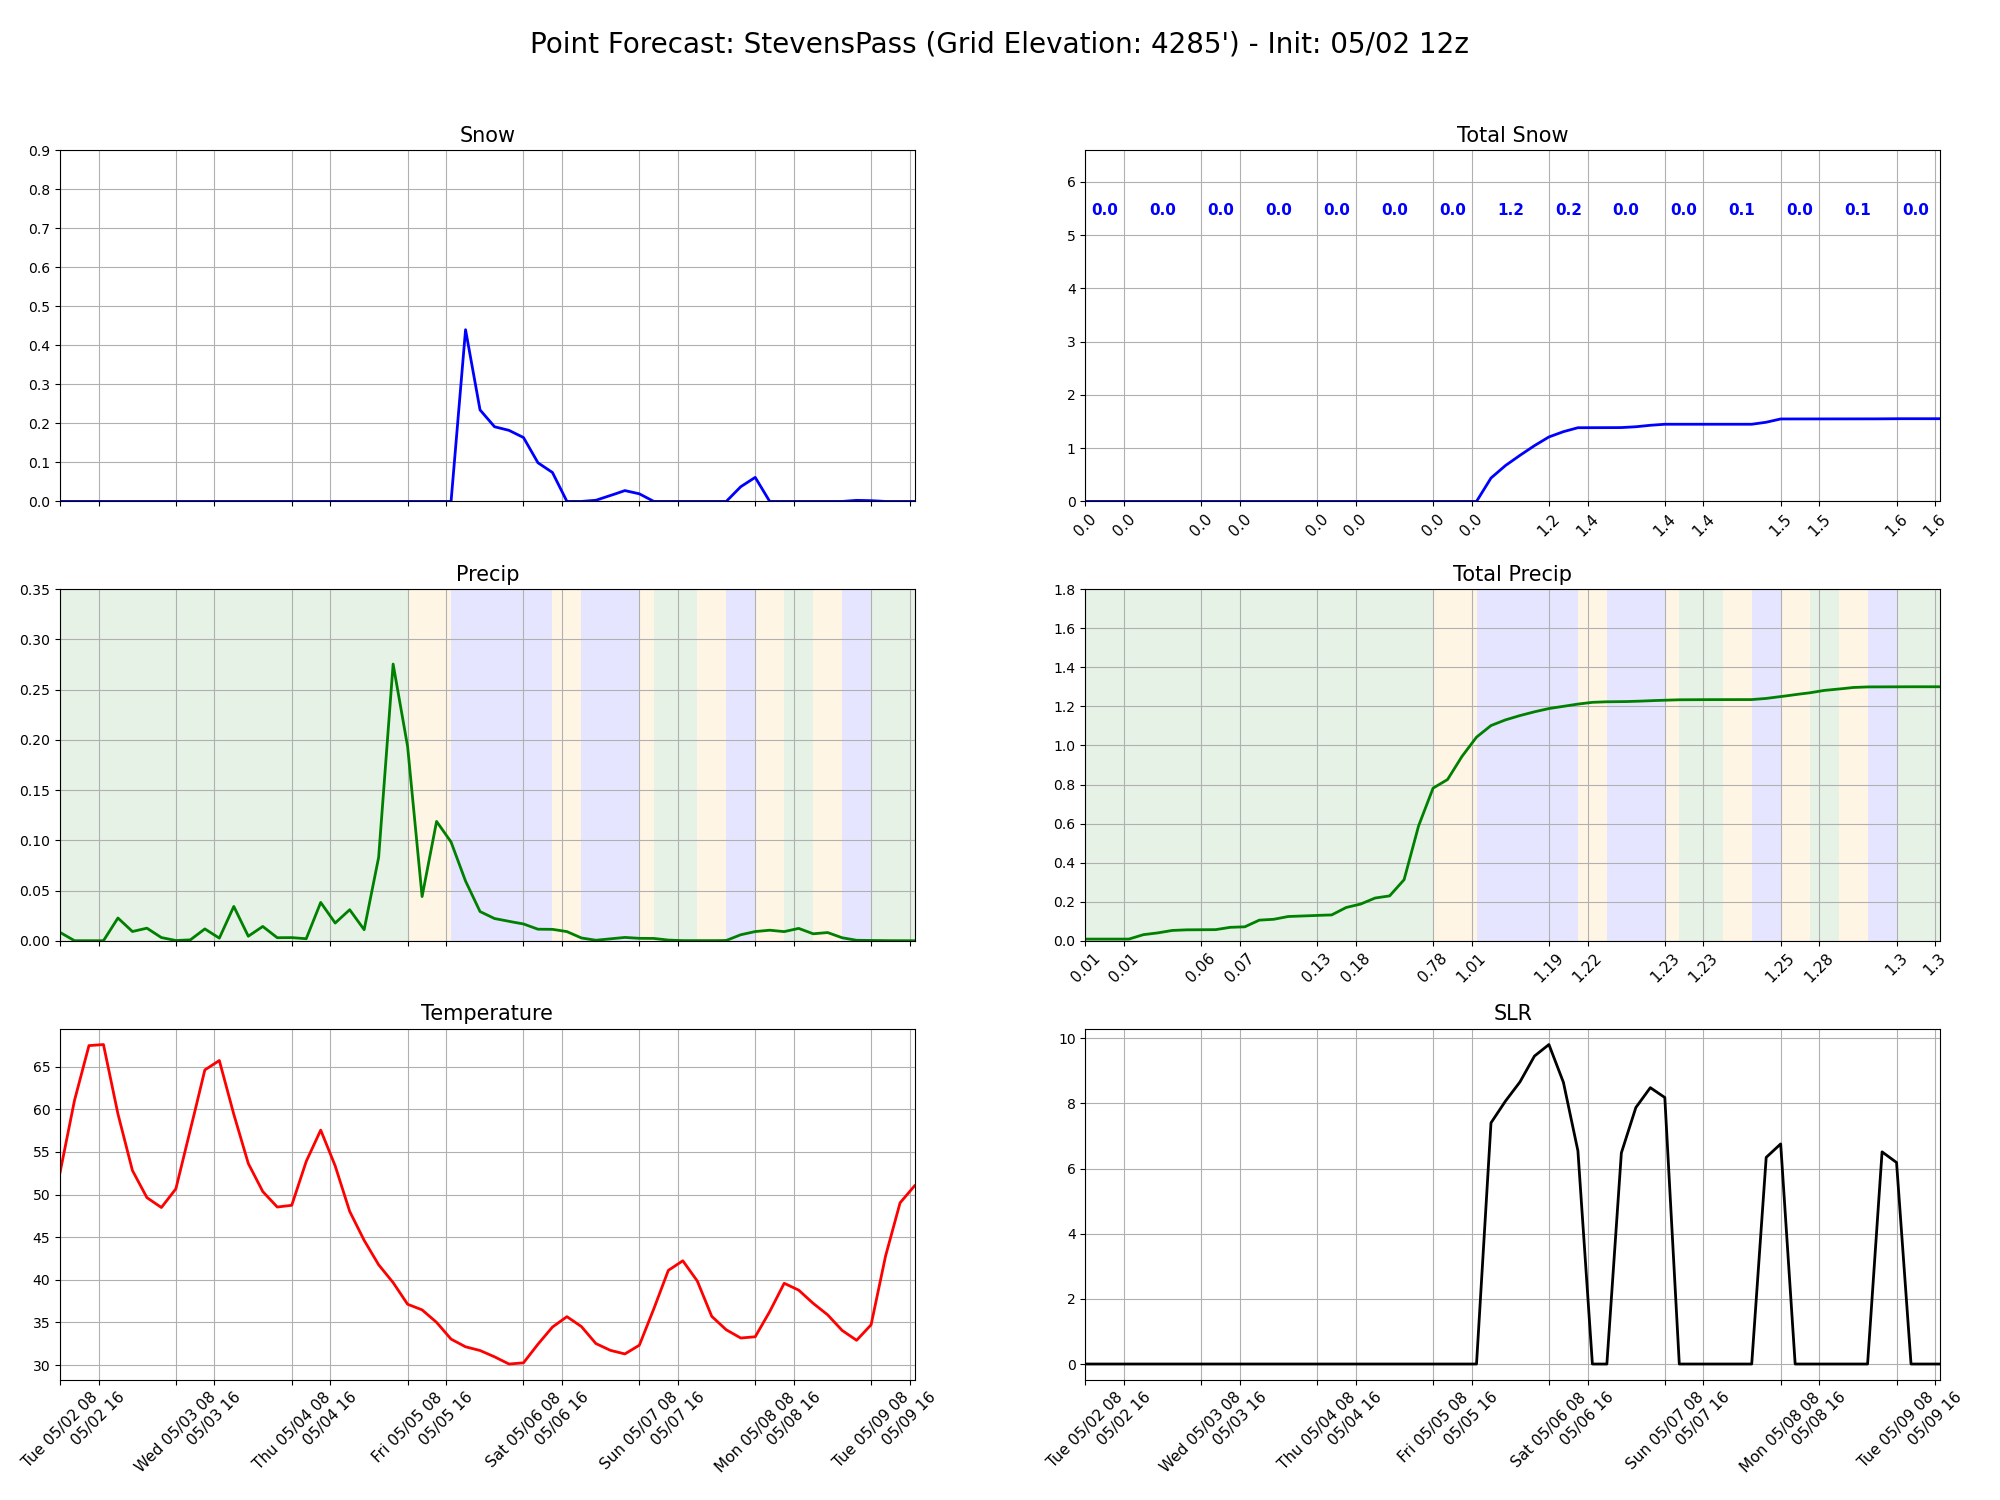 Point Forecast: StevensPass (Grid Elevation: 4285') - Init: 05/02 12z
Snow
0.9
0.8
0.7
0.6
0.5
0.4
0.3
0.2
0.1
0.0
Total Snow
6
5
4
3
2
1
0
0.0 0.0 0.0 0.0 0.0 0.0 0.0 1.2 0.2 0.0 0.0 0.1 0.0 0.1 0.0
0.0 0.0 0.0 0.0 0.0 0.0 0.0 0.0 1.2 1.4 1.4 1.4 1.5 1.5 1.6 1.6
Precip
0.35
0.30
0.25
0.20
0.15
0.10
0.05
0.00
Total Precip
1.8
1.6
1.4
1.2
1.0
0.8
0.6
0.4
0.2
0.0
0.01 0.01 0.06 0.07 0.13 0.18 0.78 1.01 1.19 1.22 1.23 1.23 1.25 1.28 1.3 1.3
Temperature
65
60
55
50
45
40
35
30
Tue 05/02 08
05/02 16
Wed 05/03 08
05/03 16
Thu 05/04 08
05/04 16
Fri 05/05 08
05/05 16
Sat 05/06 08
05/06 16
Sun 05/07 08
05/07 16
Mon 05/08 08
05/08 16
Tue 05/09 08
05/09 16
SLR
10
8
6
4
2
0
Tue 05/02 08
05/02 16
Wed 05/03 08
05/03 16
Thu 05/04 08
05/04 16
Fri 05/05 08
05/05 16
Sat 05/06 08
05/06 16
Sun 05/07 08
05/07 16
Mon 05/08 08
05/08 16
Tue 05/09 08
05/09 16